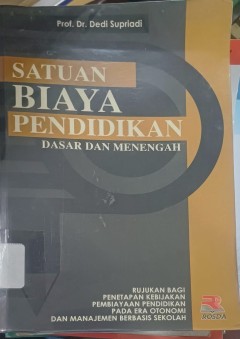 Prof. Dr. Dedi Supriadi
SATUAN
BIAYA
PENDIDIKAN
DASAR DAN MENENGAH
RUJUKAN BAGI
PENETAPAN KEBIJAKAN
PEMBIAYAAN PENDIDIKAN
PADA ERA OTONOMI
DAN MANAJEMEN BERBASIS SEKOLAH
ROSDA